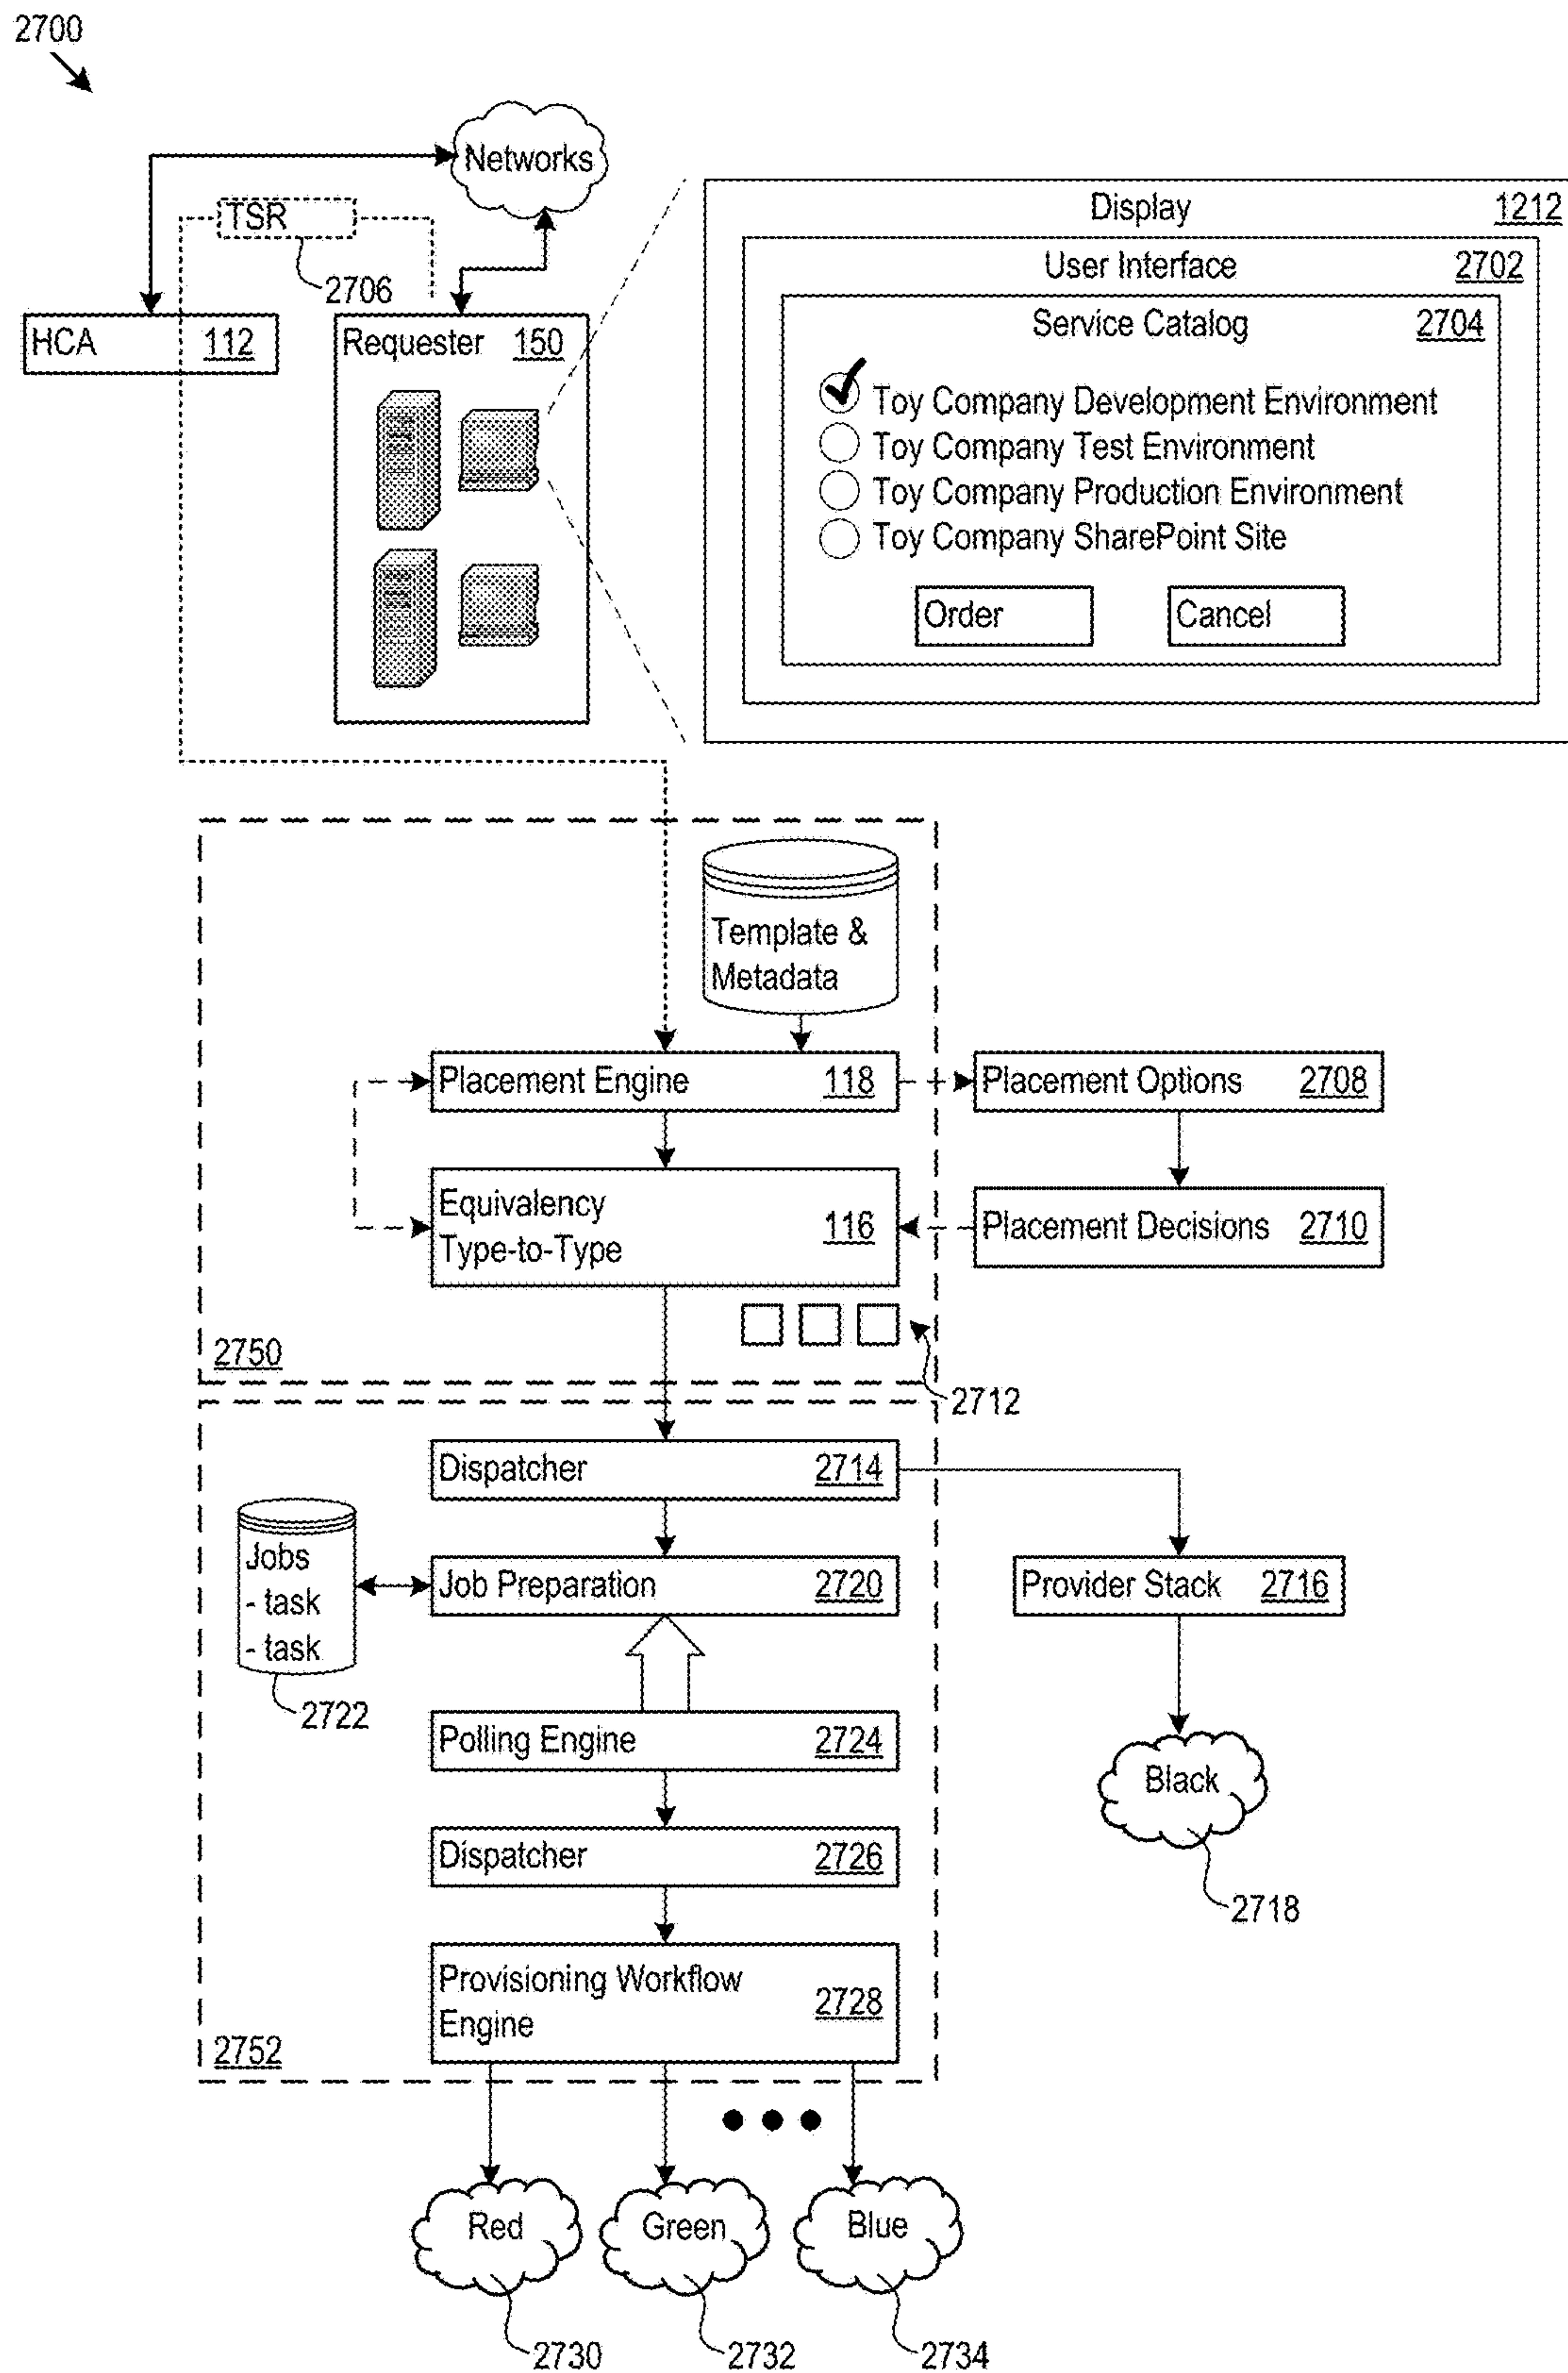 2700
Networks
TSR
2706
HCA 112
Requester 150
Display 1212
User Interface 2702
Service Catalog 2704
Toy Company Development Environment
Toy Company Test Environment
Toy Company Production Environment
Toy Company SharePoint Site
Order
Cancel
Template &
Metadata
Placement Engine 118
Placement Options 2708
Equivalency
Type-to-Type
116
Placement Decisions 2710
2750
2712
Dispatcher 2714
Jobs
- task
- task
2722
Job Preparation 2720
Provider Stack 2716
Polling Engine 2724
Black
2718
Dispatcher 2726
Provisioning Workflow
Engine
2728
2752
Red
Green
Blue
2730
2732
2734